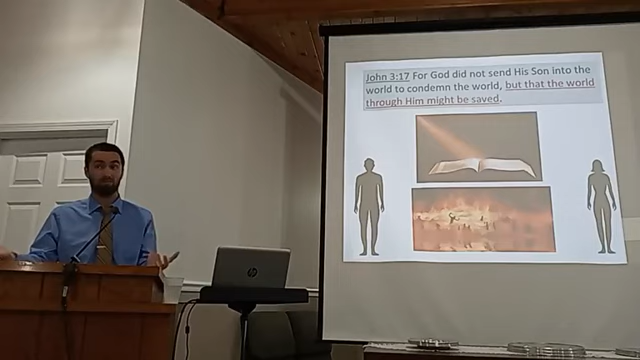 John 3:17 For God did not send His Son into the
world to condemn the world, but that the world
through Him might be saved.
hp